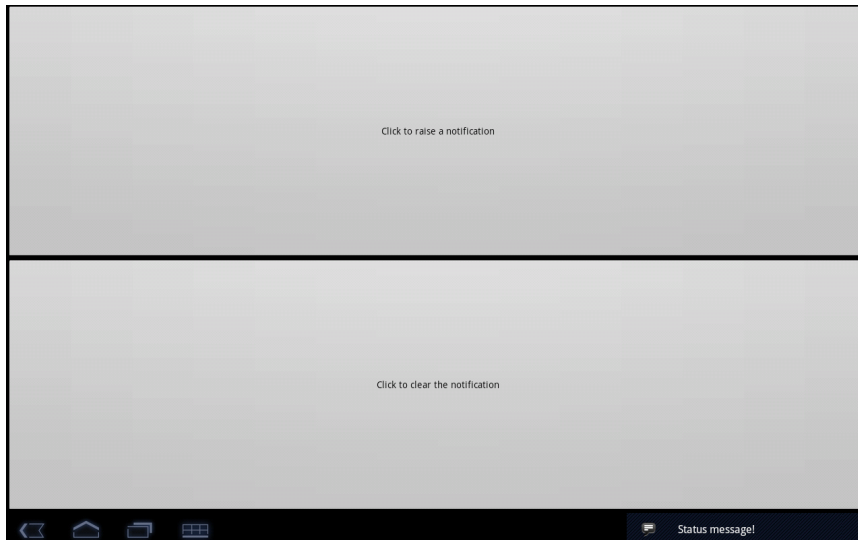 Click to raise a notification
Click to clear the notification
Status message!